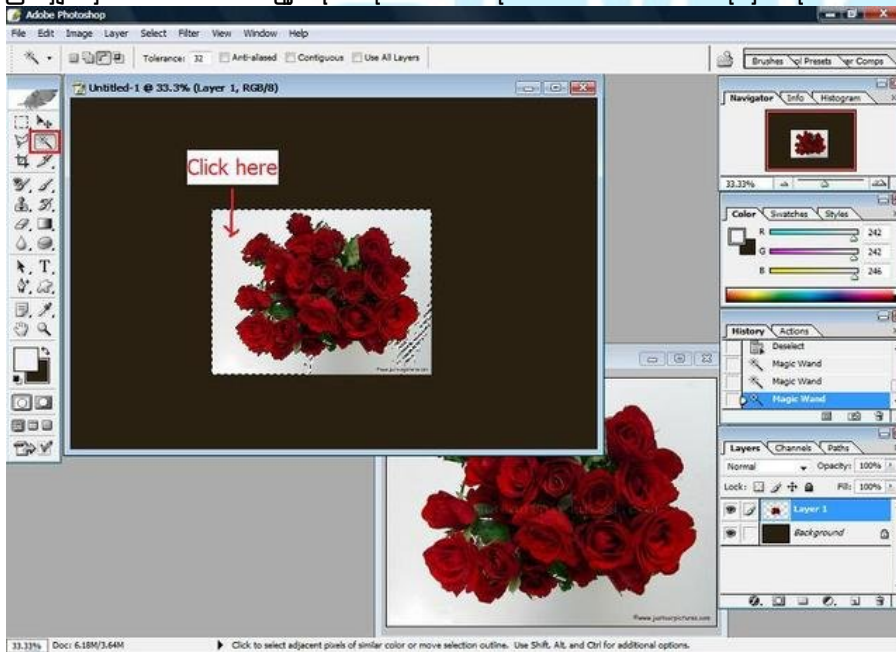 Adobe Photoshop
File Edit Image Layer Select Filter View Window Help
Tolerance: 32 Anti-aliased Contiguous Use All Layers
Brushes ol Presets yer Comps
Untitled-1 @ 33.3% (Layer 1, RGB/8)
Click here
Navigator Info Histogram
33.33%
Color Swatches Styles
R 242
G 242
B 246
History Actions
Deselect
Magic Wand
Magic Wand
Magic Wand
Layers Channels Paths
Normal Opacity: 100%
Lock: Fill: 100%
Layer 1
Background
33.33% Doc: 6.18M/3.64M Click to select adjacent pixels of similar color or move selection outline. Use Shift, Alt, and Ctrl for additional options.